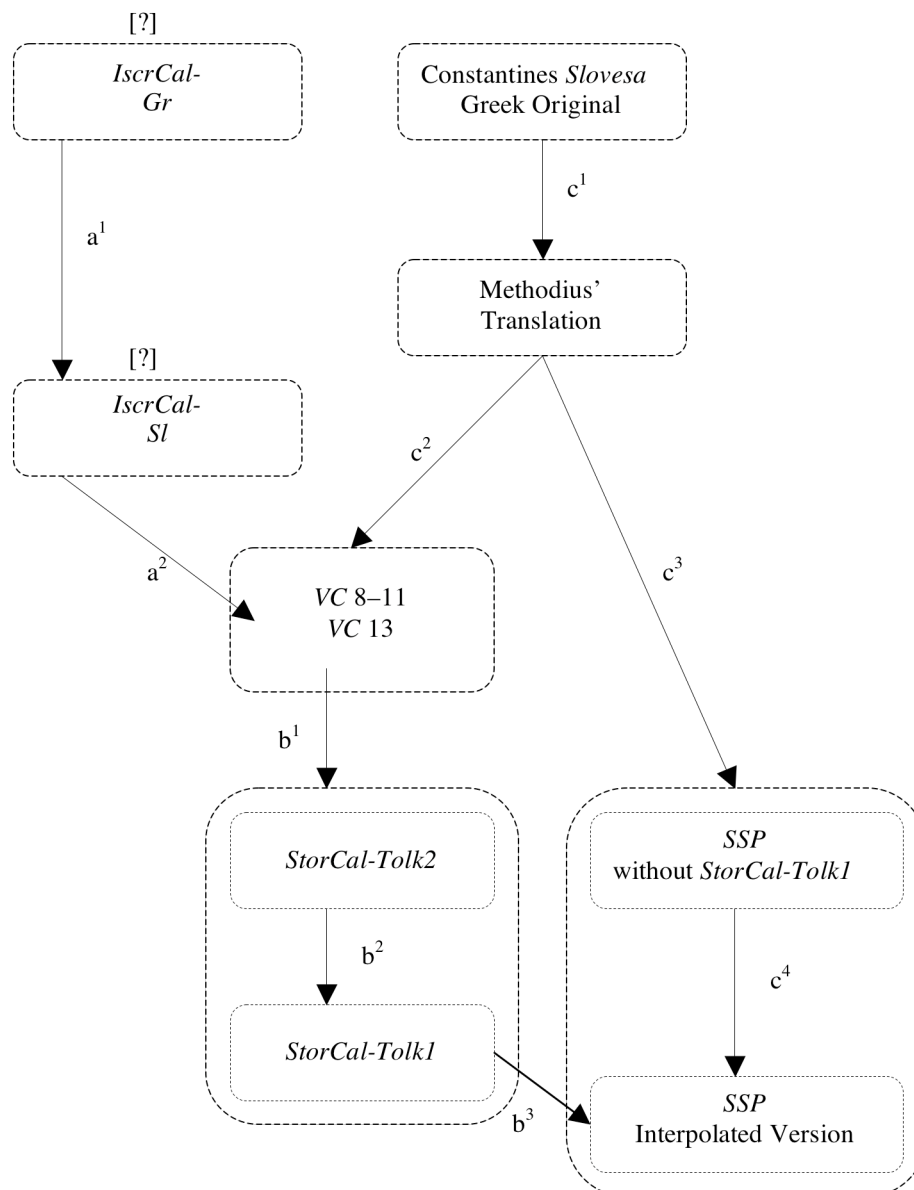 [?]
IscrCal-
Gr
Constantines Slovesa
Greek Original
c¹
a¹
Methodius’
Translation
[?]
IscrCal-
Sl
c²
a²
c³
VC 8–11
VC 13
b¹
StorCal-Tolk2
SSP
without StorCal-Tolk1
b²
c⁴
StorCal-Tolk1
b³
SSP
Interpolated Version